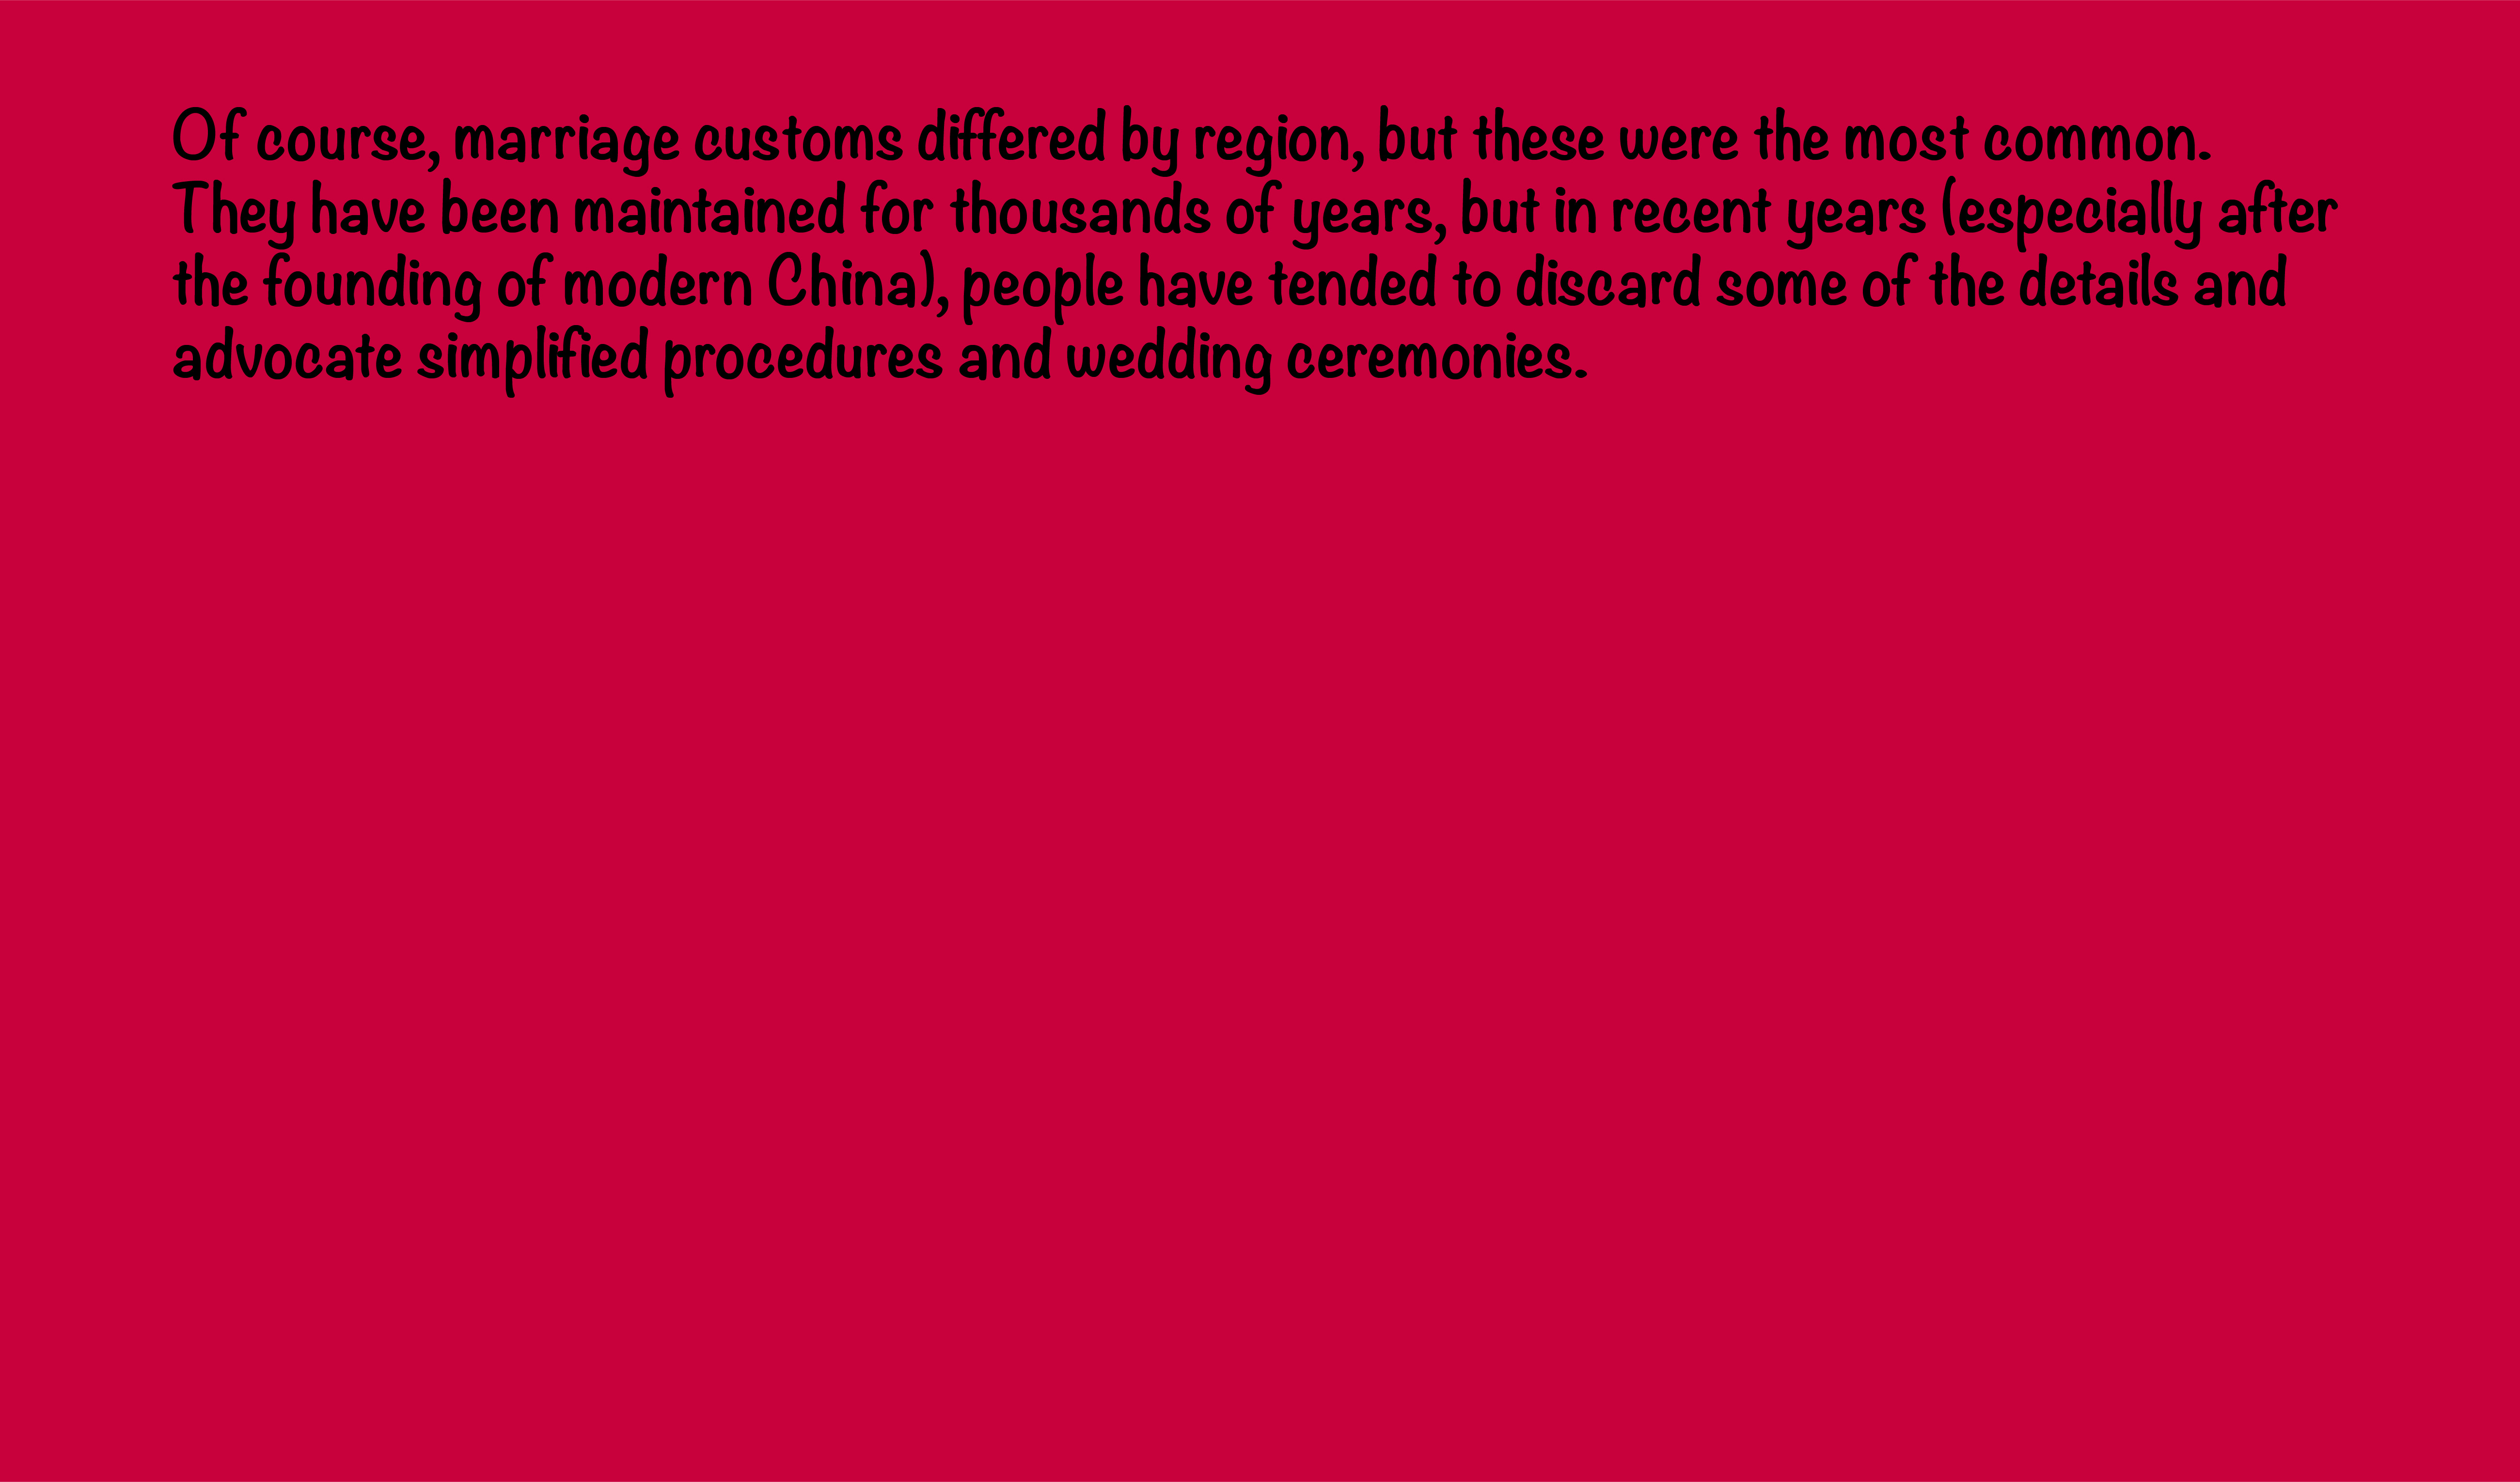 Of course, marriage customs differed by region, but these were the most common.
They have been maintained for thousands of years, but in recent years (especially after
the founding of modern China), people have tended to discard some of the details and
advocate simplified procedures and wedding ceremonies.